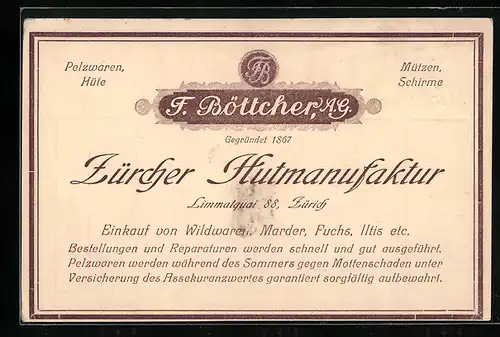 Pelzwaren,
Hüte
FB
Mützen,
Schirme
F. Böttcher, A.G.
Gegründet 1867
Zürcher Hutmanufaktur
Limmatquai 88, Zürich
Einkauf von Wildwaren, Marder, Fuchs, Iltis etc.
Bestellungen und Reparaturen werden schnell und gut ausgeführt.
Pelzwaren werden während des Sommers gegen Mottenschaden unter
Versicherung des Assekuranzwertes garantiert sorgfältig aufbewahrt.